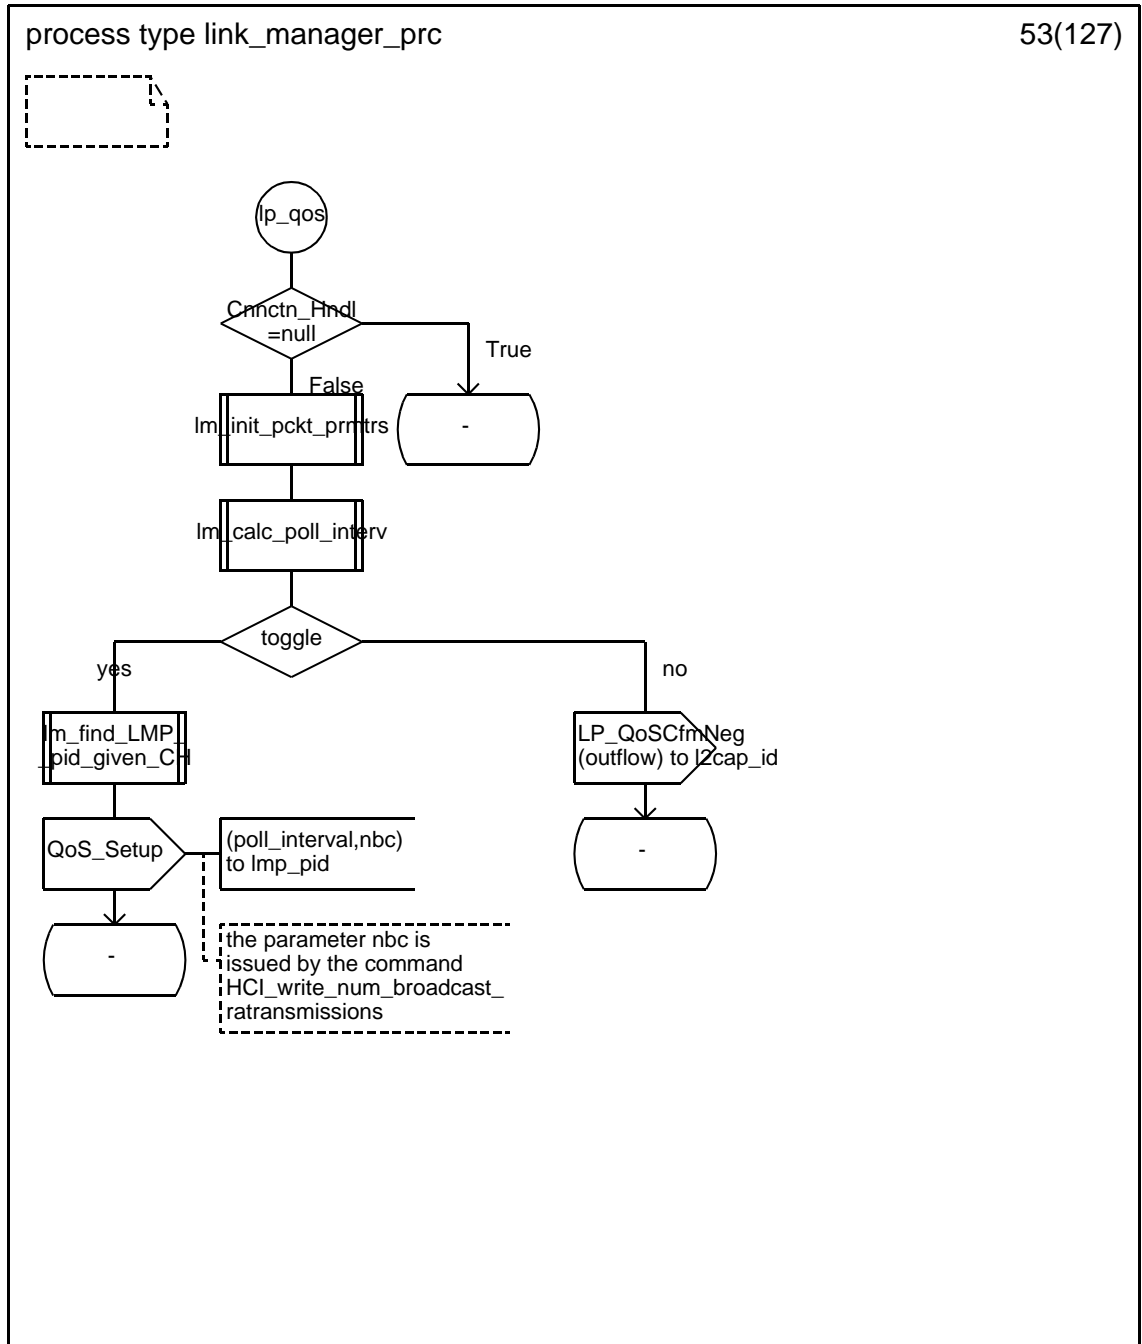 process type link_manager_prc
53(127)
lp_qos
Cnnctn_Hndl
=null
True
False
lm_init_pckt_prmtrs
-
lm_calc_poll_interv
toggle
yes
no
lm_find_LMP_
_pid_given_CH
LP_QoSCfmNeg
(outflow) to l2cap_id
QoS_Setup
(poll_interval,nbc)
to lmp_pid
-
-
the parameter nbc is
issued by the command
HCI_write_num_broadcast_
ratransmissions